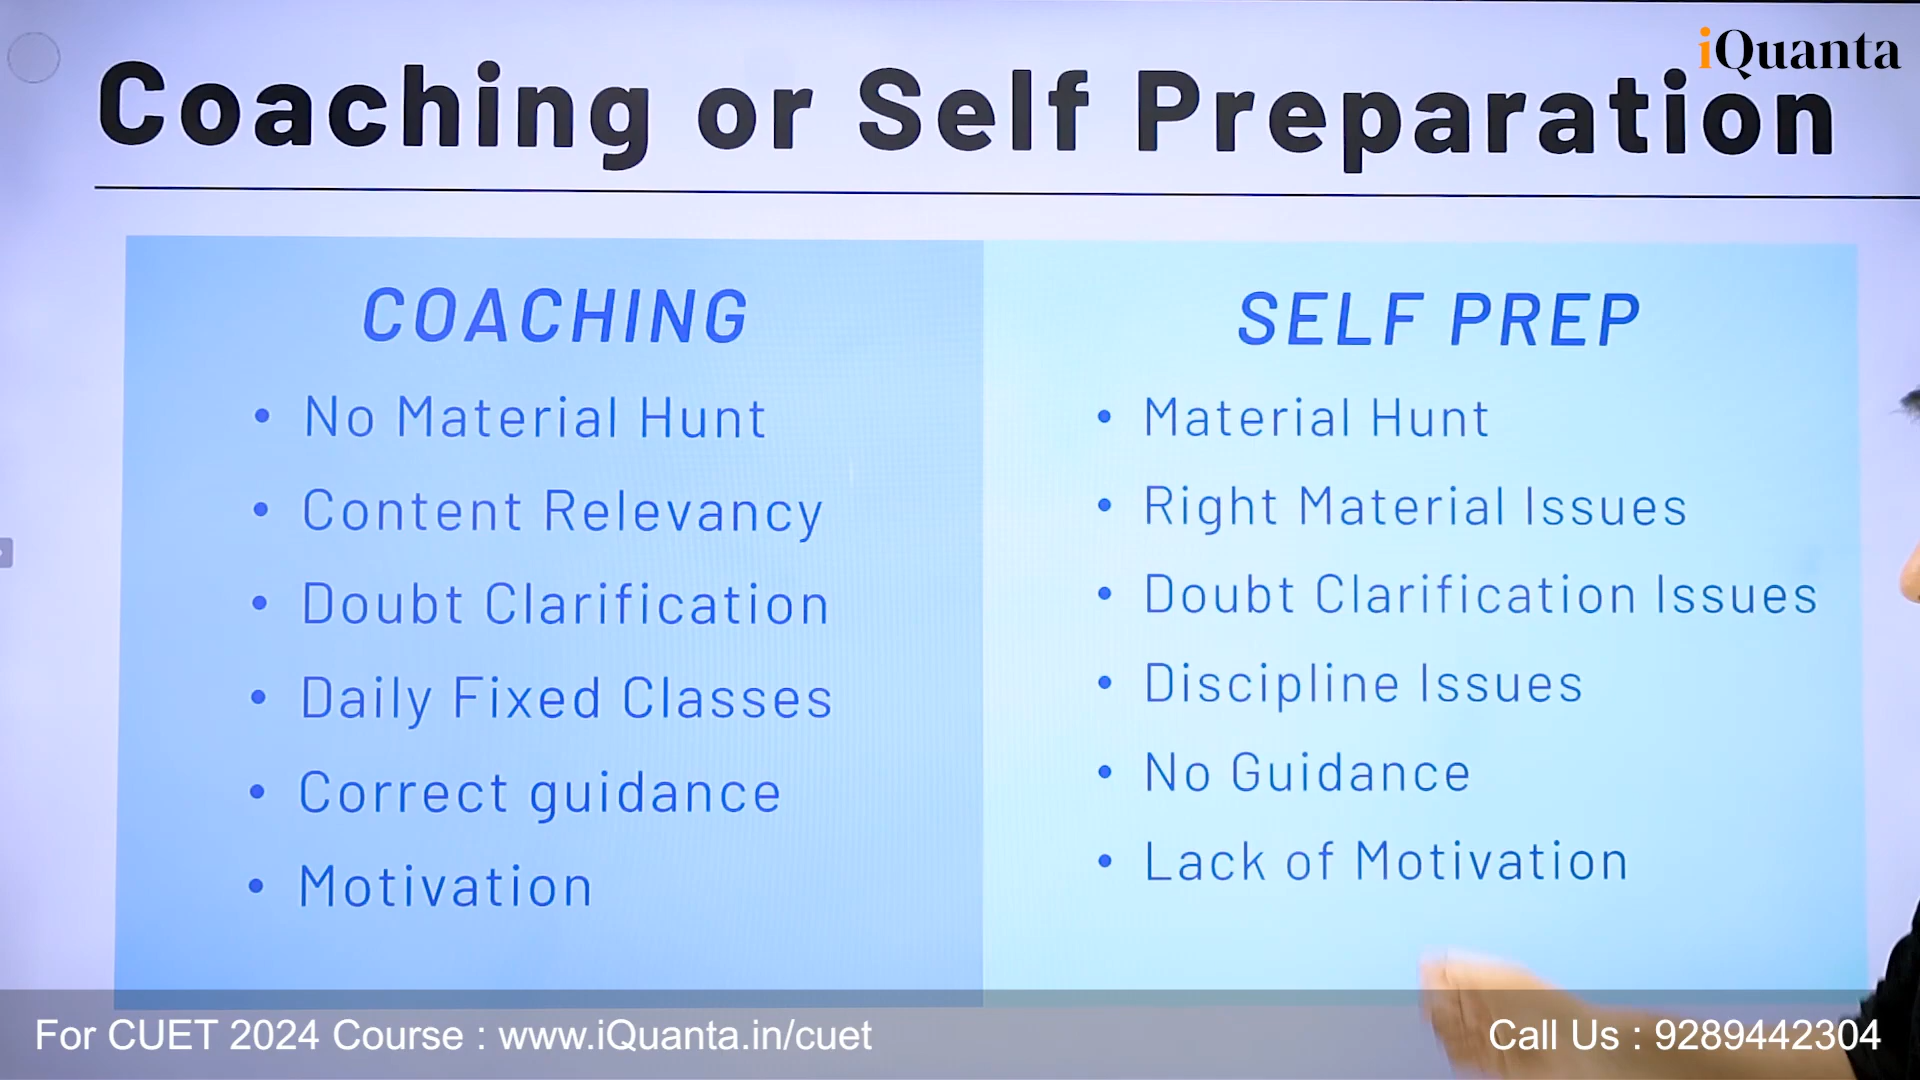 iQuanta
Coaching or Self Preparation
COACHING
• No Material Hunt
• Content Relevancy
• Doubt Clarification
• Daily Fixed Classes
• Correct guidance
• Motivation
SELF PREP
• Material Hunt
• Right Material Issues
• Doubt Clarification Issues
• Discipline Issues
• No Guidance
• Lack of Motivation
For CUET 2024 Course : www.iQuanta.in/cuet
Call Us : 9289442304